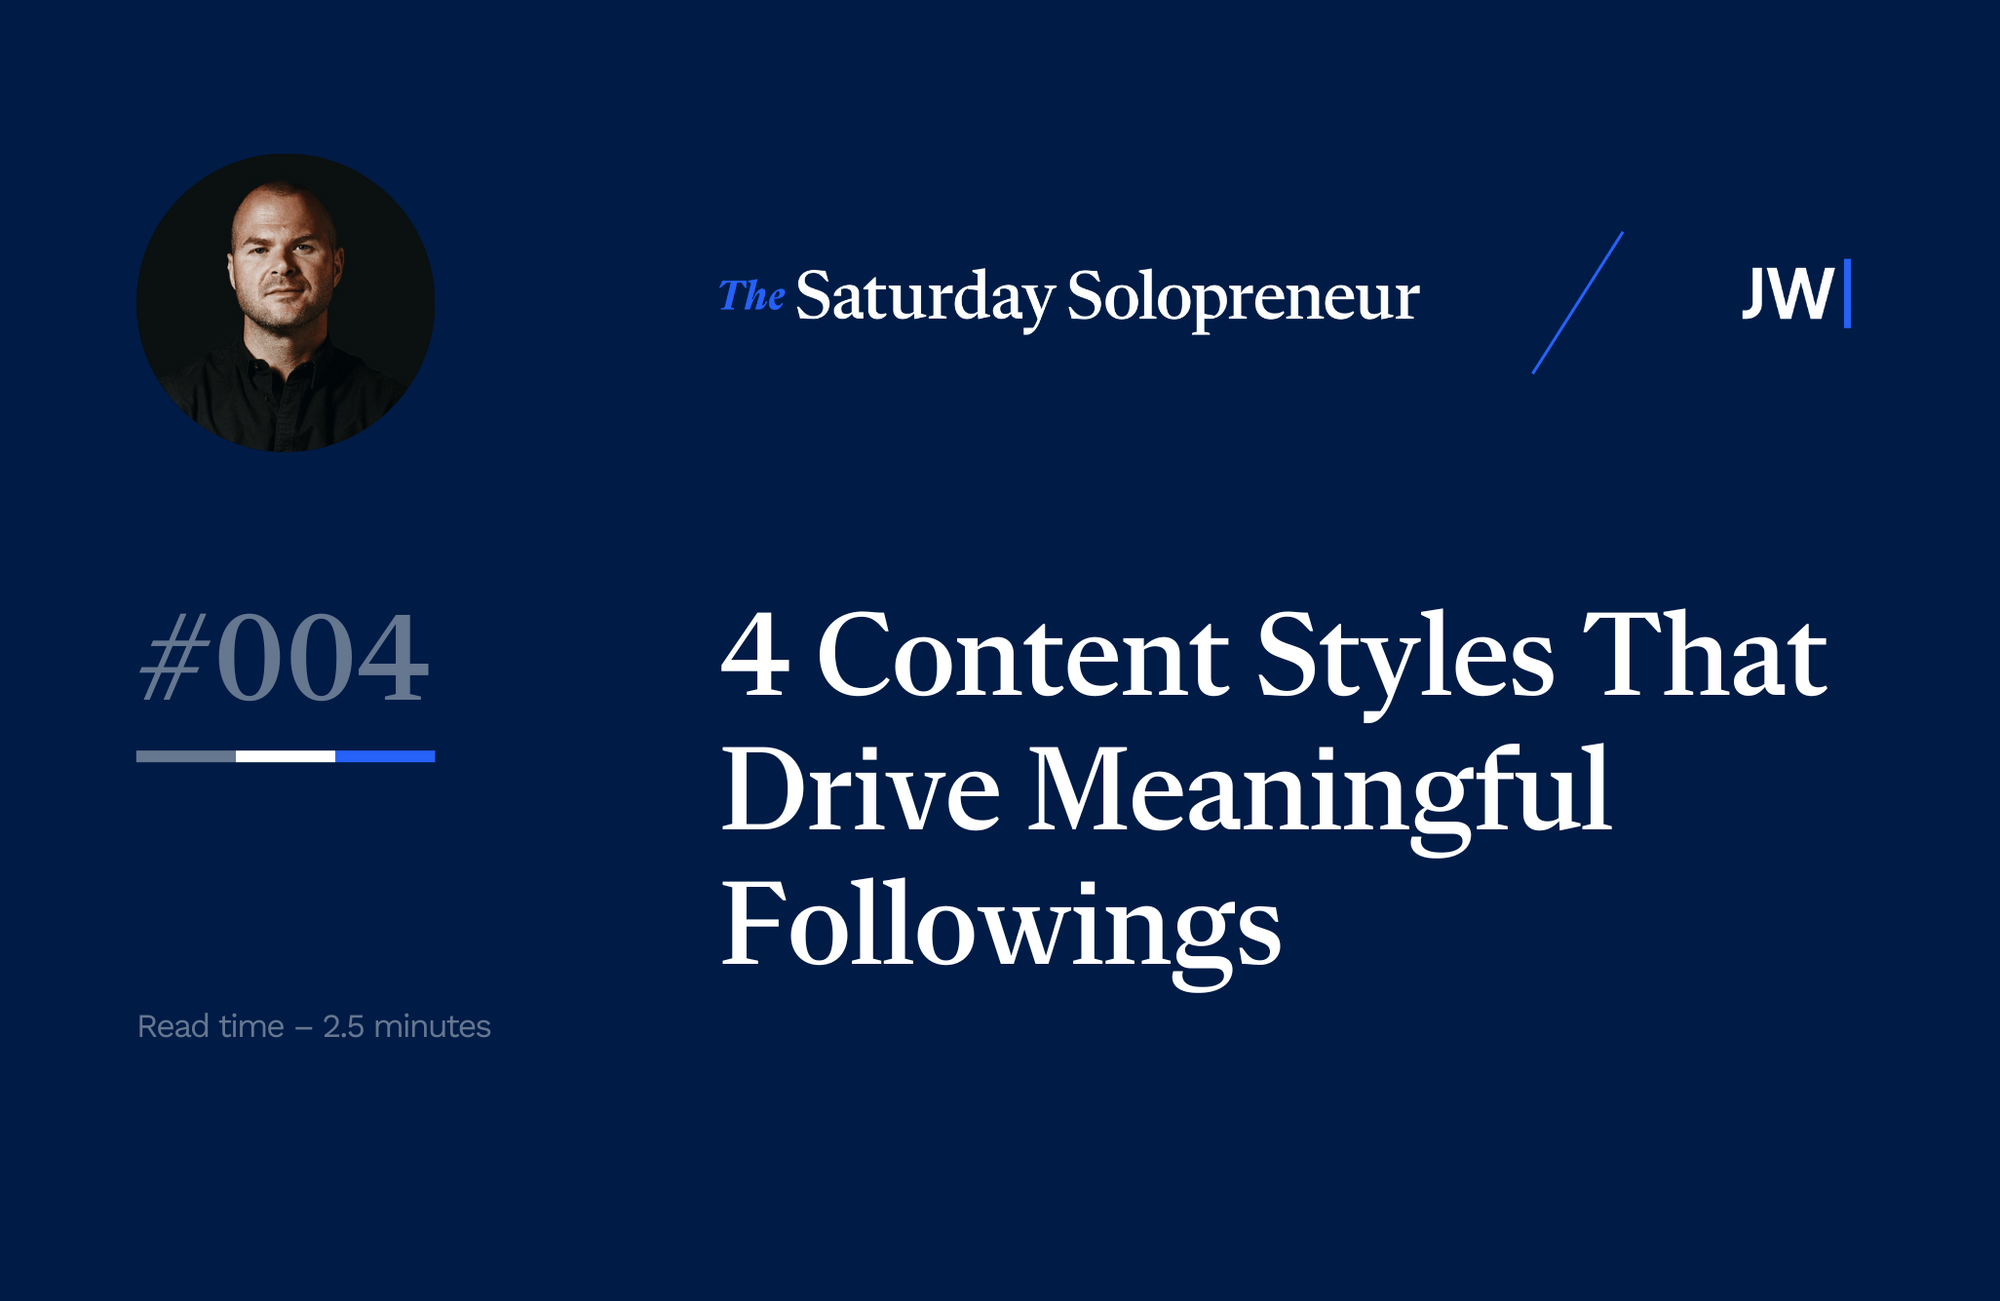 The Saturday Solopreneur
JW
#004
4 Content Styles That
Drive Meaningful
Followings
Read time – 2.5 minutes